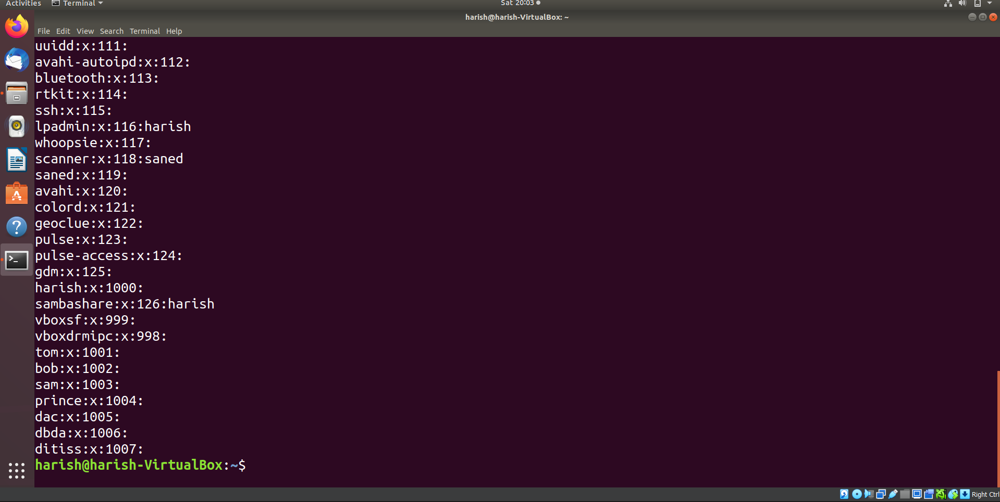 Activities Terminal Sat 20:03
harish@harish-VirtualBox: ~
File Edit View Search Terminal Help
uuidd:x:111:
avahi-autoipd:x:112:
bluetooth:x:113:
rtkit:x:114:
ssh:x:115:
lpadmin:x:116:harish
whoopsie:x:117:
scanner:x:118:saned
saned:x:119:
avahi:x:120:
colord:x:121:
geoclue:x:122:
pulse:x:123:
pulse-access:x:124:
gdm:x:125:
harish:x:1000:
sambashare:x:126:harish
vboxsf:x:999:
vboxdrmipc:x:998:
tom:x:1001:
bob:x:1002:
sam:x:1003:
prince:x:1004:
dac:x:1005:
dbda:x:1006:
ditiss:x:1007:
harish@harish-VirtualBox:~$
Right Ctrl